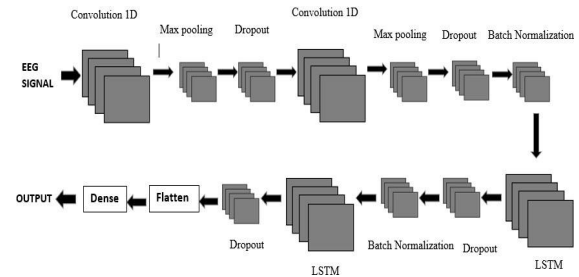 Convolution 1D
Max pooling
Dropout
Convolution 1D
Max pooling
Dropout
Batch Normalization
EEG
SIGNAL
OUTPUT
Dense
Flatten
Dropout
LSTM
Batch Normalization
Dropout
LSTM